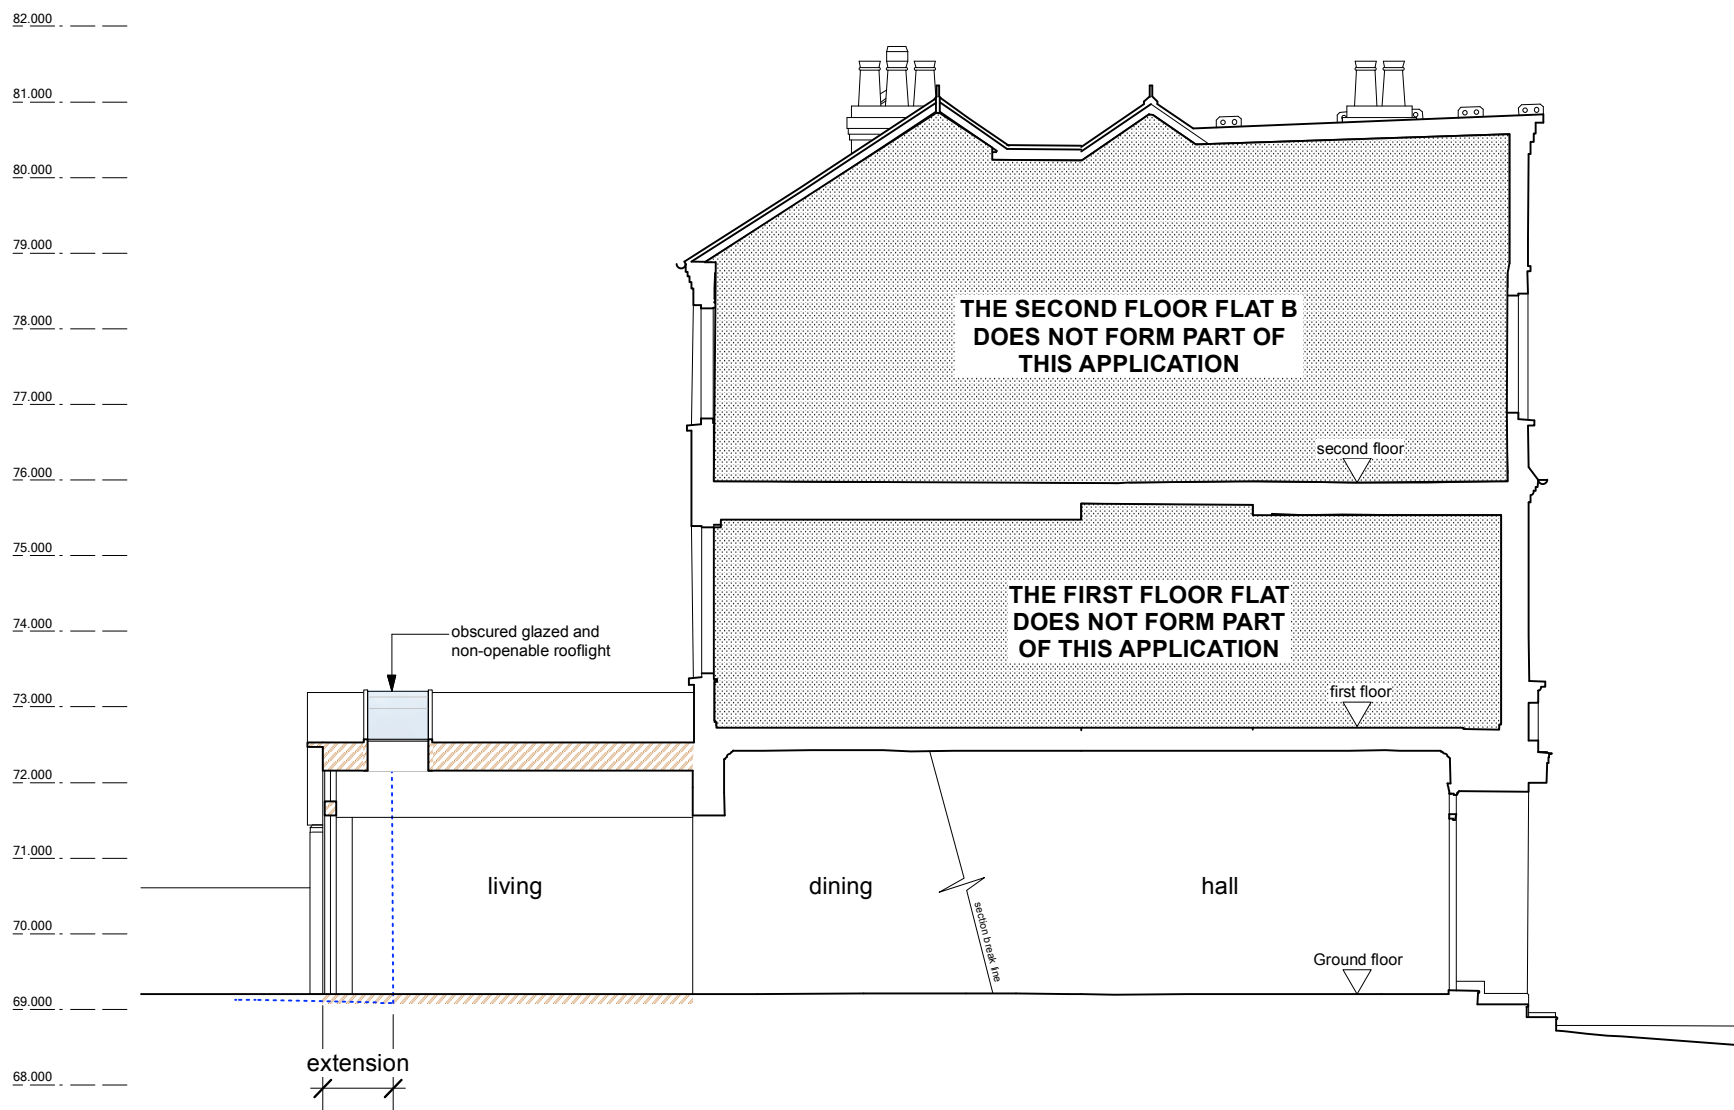 82.000
81.000
80.000
79.000
78.000
77.000
76.000
75.000
74.000
73.000
72.000
71.000
70.000
69.000
68.000
THE SECOND FLOOR FLAT B
DOES NOT FORM PART OF
THIS APPLICATION
second floor
THE FIRST FLOOR FLAT
DOES NOT FORM PART
OF THIS APPLICATION
obscured glazed and
non-openable rooflight
first floor
living
dining
hall
section break line
Ground floor
extension